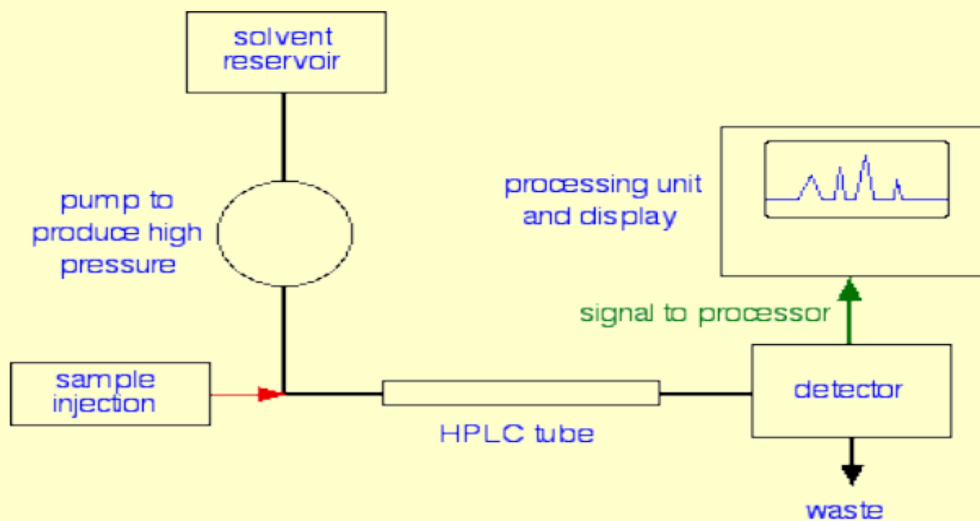 solvent
reservoir
pump to
produce high
pressure
processing unit
and display
signal to processor
sample
injection
HPLC tube
detector
waste